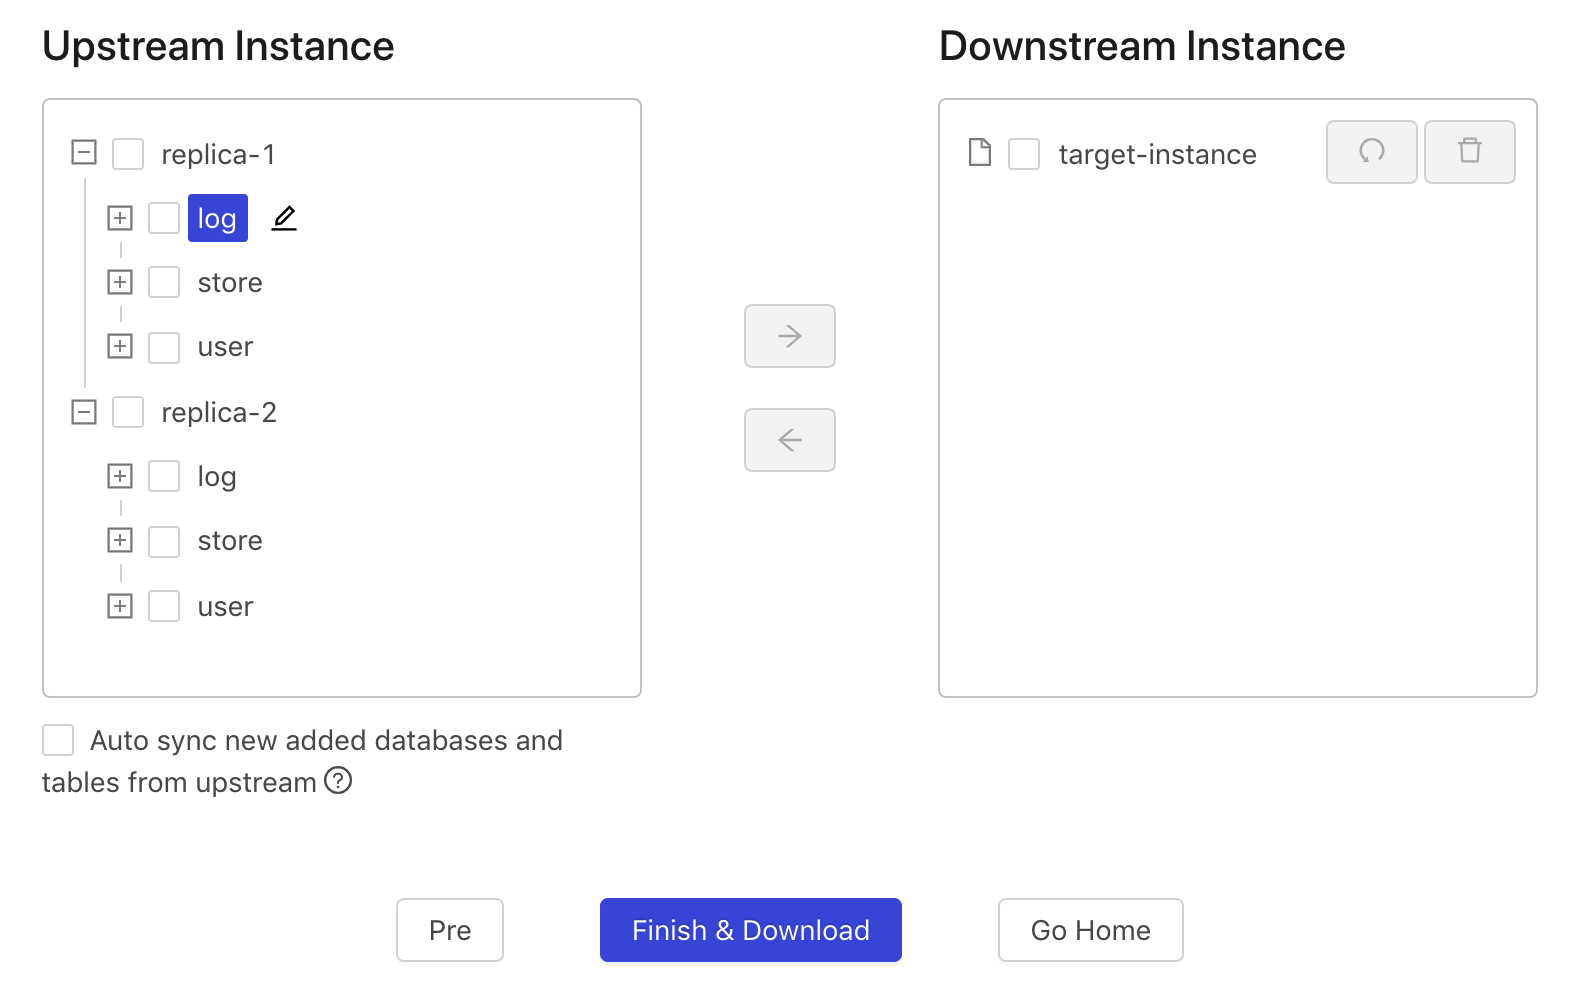 Upstream Instance
Downstream Instance
replica-1
log
store
user
replica-2
log
store
user
target-instance
Auto sync new added databases and
tables from upstream
Pre
Finish & Download
Go Home